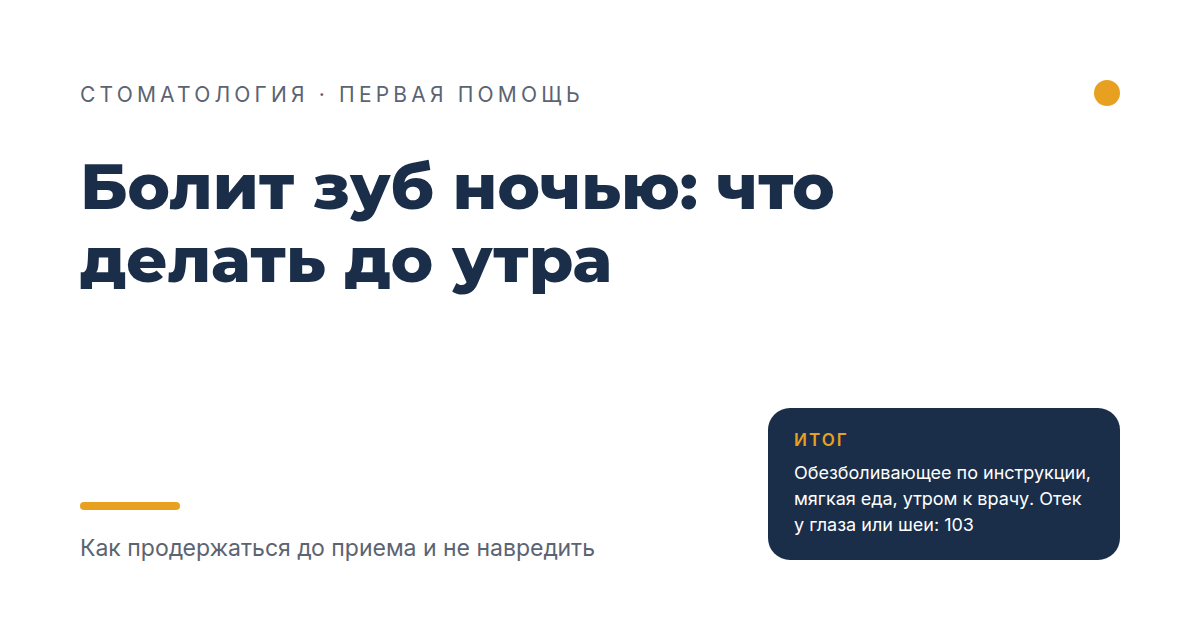 СТОМАТОЛОГИЯ · ПЕРВАЯ ПОМОЩЬ
Болит зуб ночью: что
делать до утра
ИТОГ
Обезболивающее по инструкции,
мягкая еда, утром к врачу. Отек
у глаза или шеи: 103
Как продержаться до приема и не навредить